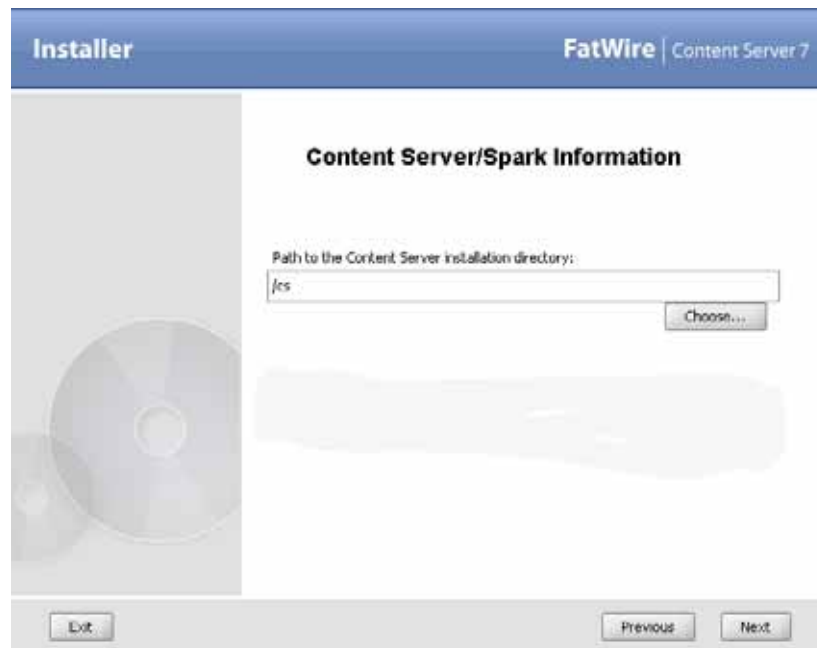 Installer
FatWire | Content Server 7
Content Server/Spark Information
Path to the Content Server installation directory:
/cs
Choose...
Exit
Previous
Next